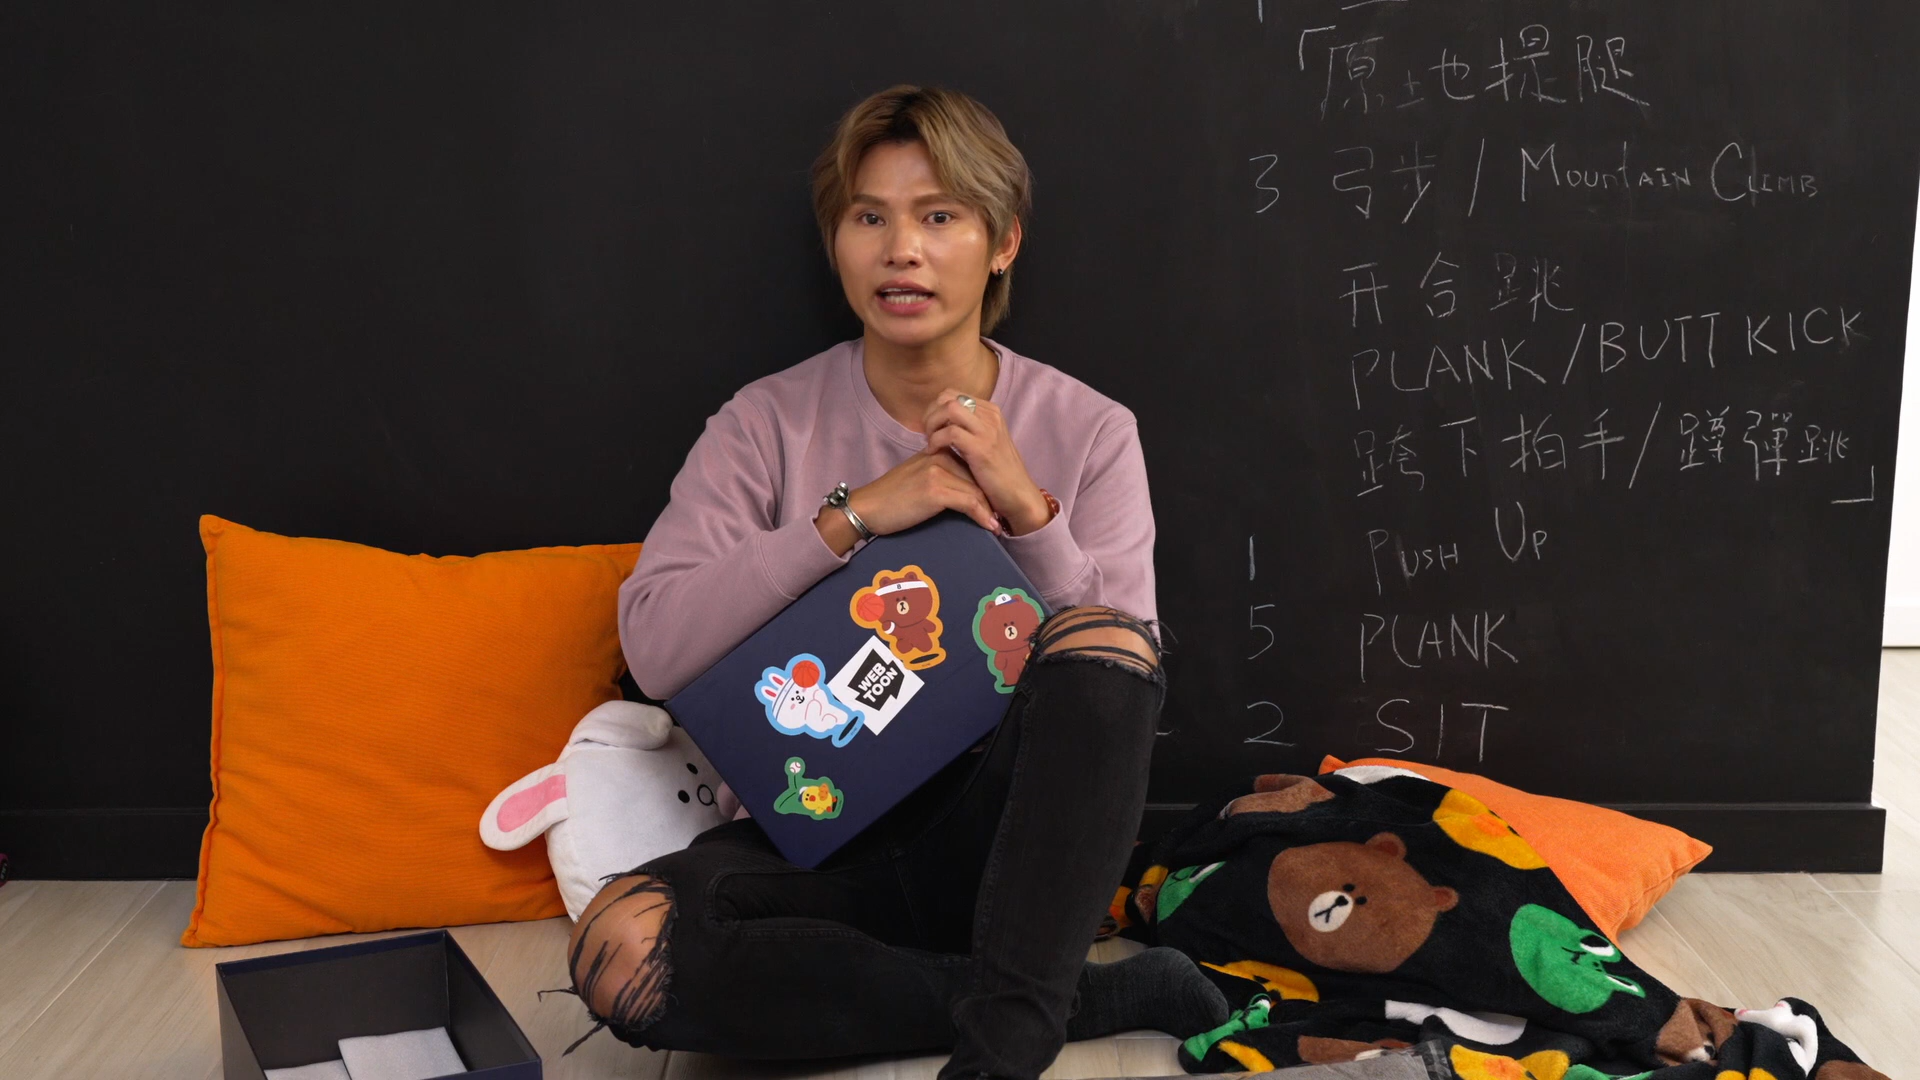 「原地提腿
3 弓步/Mountain Climb
开合跳
PLANK/BUTT KICK
跨下拍手/蹲彈跳」
1 Push Up
5 PLANK
2 SIT
WEB
TOON